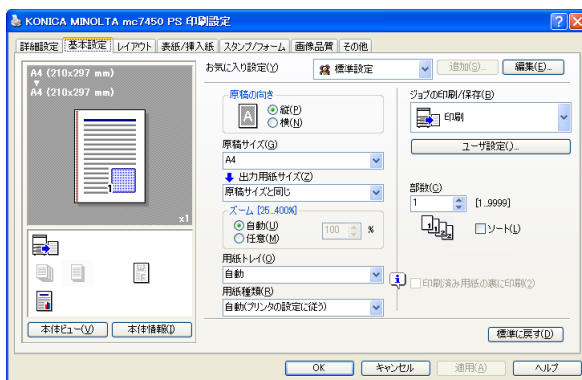 KONICA MINOLTA mc7450 PS 印刷設定
詳細設定 基本設定 レイアウト 表紙/挿入紙 スタンプ/フォーム 画像品質 その他
A4 (210x297 mm)
A4 (210x297 mm)
1
x1
本体ビュー(V) 本体情報(I)
お気に入り設定(Y) 標準設定 追加(S)... 編集(E)...
原稿の向き
A
縦(P)
横(N)
原稿サイズ(G)
A4
出力用紙サイズ(Z)
原稿サイズと同じ
ズーム [25..400%]
自動(U)
任意(M)
100 %
用紙トレイ(O)
自動
用紙種類(R)
自動(プリンタの設定に従う)
ジョブの印刷/保存(B)
印刷
ユーザ設定()...
部数(C)
1 [1..9999]
1 1 2 2
ソート(L)
印刷済み用紙の裏に印刷(2)
標準に戻す(D)
OK キャンセル 適用(A) ヘルプ